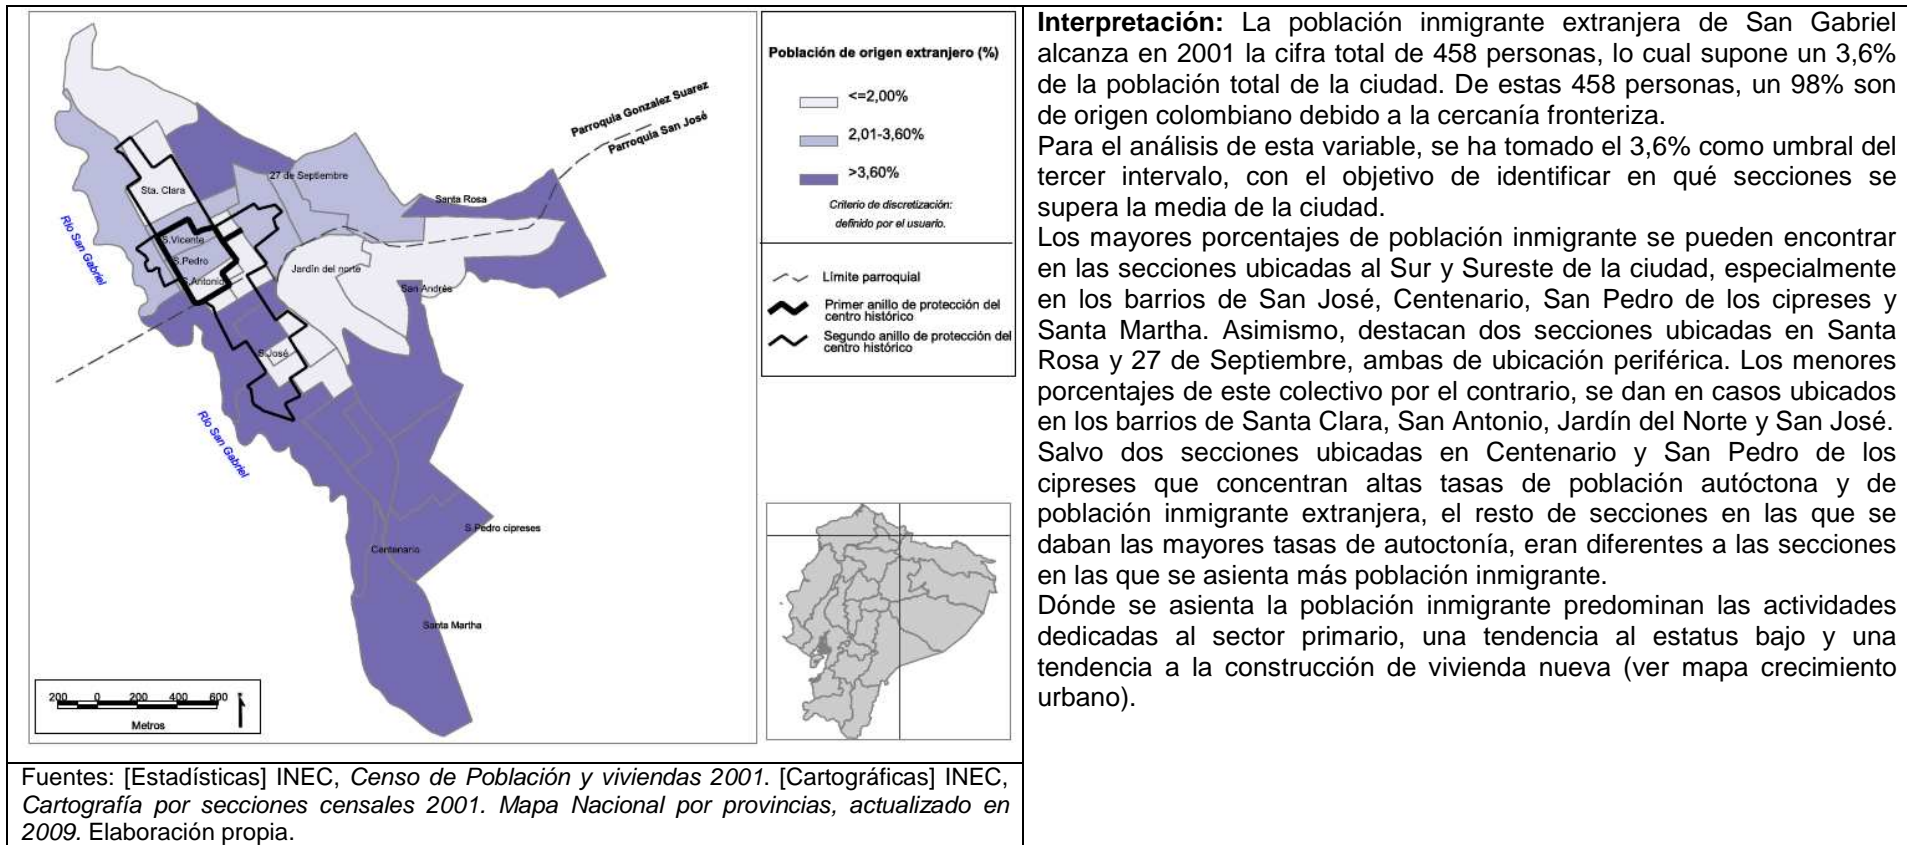 Población de origen extranjero (%)
<=2,00%
2,01-3,60%
>3,60%
Criterio de discretización:
definido por el usuario.
Límite parroquial
Primer anillo de protección del
centro histórico
Segundo anillo de protección del
centro histórico
Parroquia Gonzalez Suarez
Parroquia San José
27 de Septiembre
Sta. Clara
Santa Rosa
Río San Gabriel
S.Vicente
S.Pedro
S.Antonio
Jardín del norte
San Andrés
S.José
Río San Gabriel
S.Pedro cipreses
Centenario
Santa Martha
200 0 200 400 600
Metros
Fuentes: [Estadísticas] INEC, Censo de Población y viviendas 2001. [Cartográficas] INEC,
Cartografía por secciones censales 2001. Mapa Nacional por provincias, actualizado en
2009. Elaboración propia.
Interpretación: La población inmigrante extranjera de San Gabriel
alcanza en 2001 la cifra total de 458 personas, lo cual supone un 3,6%
de la población total de la ciudad. De estas 458 personas, un 98% son
de origen colombiano debido a la cercanía fronteriza.
Para el análisis de esta variable, se ha tomado el 3,6% como umbral del
tercer intervalo, con el objetivo de identificar en qué secciones se
supera la media de la ciudad.
Los mayores porcentajes de población inmigrante se pueden encontrar
en las secciones ubicadas al Sur y Sureste de la ciudad, especialmente
en los barrios de San José, Centenario, San Pedro de los cipreses y
Santa Martha. Asimismo, destacan dos secciones ubicadas en Santa
Rosa y 27 de Septiembre, ambas de ubicación periférica. Los menores
porcentajes de este colectivo por el contrario, se dan en casos ubicados
en los barrios de Santa Clara, San Antonio, Jardín del Norte y San José.
Salvo dos secciones ubicadas en Centenario y San Pedro de los
cipreses que concentran altas tasas de población autóctona y de
población inmigrante extranjera, el resto de secciones en las que se
daban las mayores tasas de autoctonía, eran diferentes a las secciones
en las que se asienta más población inmigrante.
Dónde se asienta la población inmigrante predominan las actividades
dedicadas al sector primario, una tendencia al estatus bajo y una
tendencia a la construcción de vivienda nueva (ver mapa crecimiento
urbano).